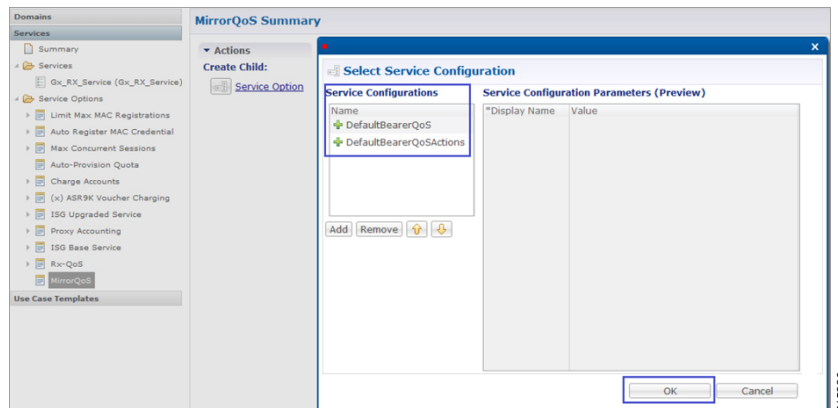 Domains
Services
Summary
Services
Gx_RX_Service (Gx_RX_Service)
Service Options
Limit Max MAC Registrations
Auto Register MAC Credential
Max Concurrent Sessions
Auto-Provision Quota
Charge Accounts
(x) ASR9K Voucher Charging
ISG Upgraded Service
Proxy Accounting
ISG Base Service
Rx-QoS
MirrorQoS
Use Case Templates
MirrorQoS Summary
Actions
Create Child:
Service Option
x
Select Service Configuration
Service Configurations
Name
DefaultBearerQoS
DefaultBearerQoSActions
Add Remove
Service Configuration Parameters (Preview)
*Display Name Value
OK Cancel